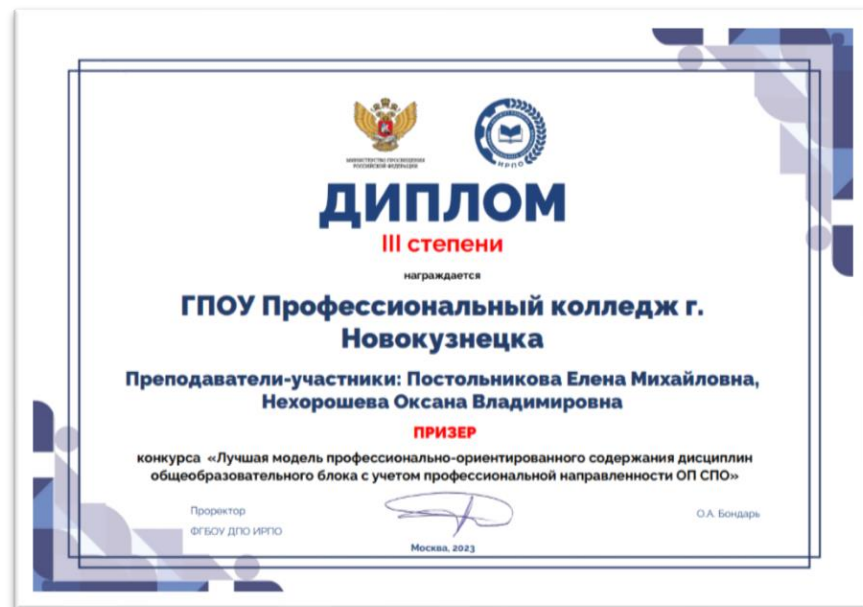 МИНИСТЕРСТВО ПРОСВЕЩЕНИЯ
РОССИЙСКОЙ ФЕДЕРАЦИИ
ИРПО
ДИПЛОМ
III степени
награждается
ГПОУ Профессиональный колледж г.
Новокузнецка
Преподаватели-участники: Постольникова Елена Михайловна,
Нехорошева Оксана Владимировна
ПРИЗЕР
конкурса «Лучшая модель профессионально-ориентированного содержания дисциплин
общеобразовательного блока с учетом профессиональной направленности ОП СПО»
Проректор
ФГБОУ ДПО ИРПО
О.А. Бондарь
Москва, 2023